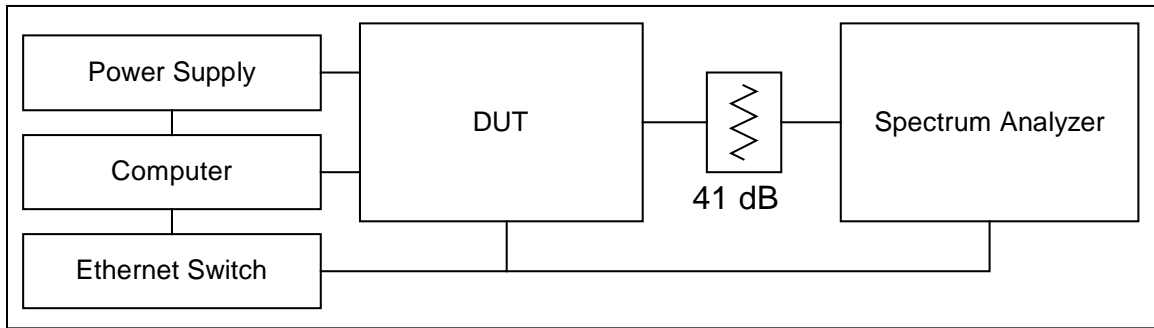 Power Supply
Computer
Ethernet Switch
DUT
41 dB
Spectrum Analyzer